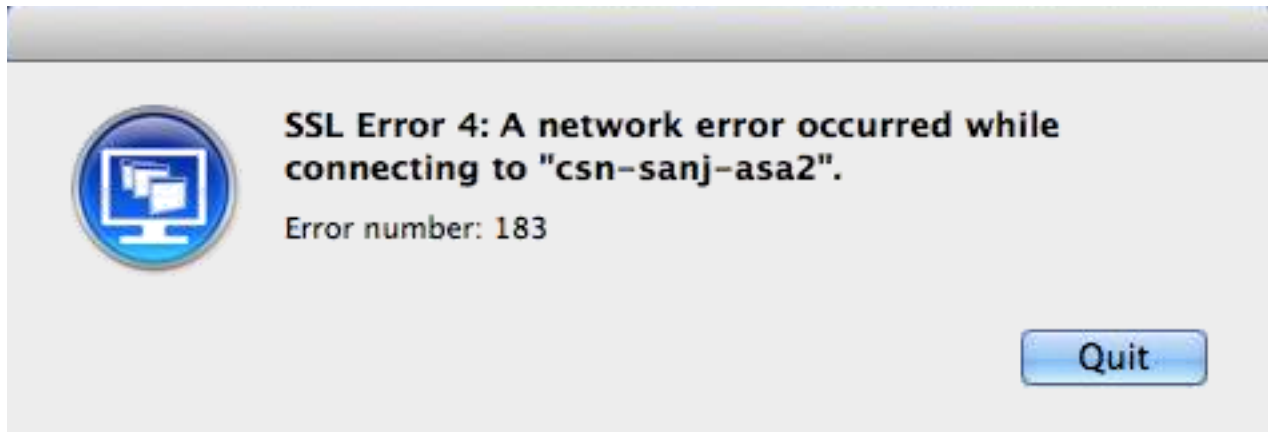 SSL Error 4: A network error occurred while
connecting to "csn-sanj-asa2".
Error number: 183
Quit